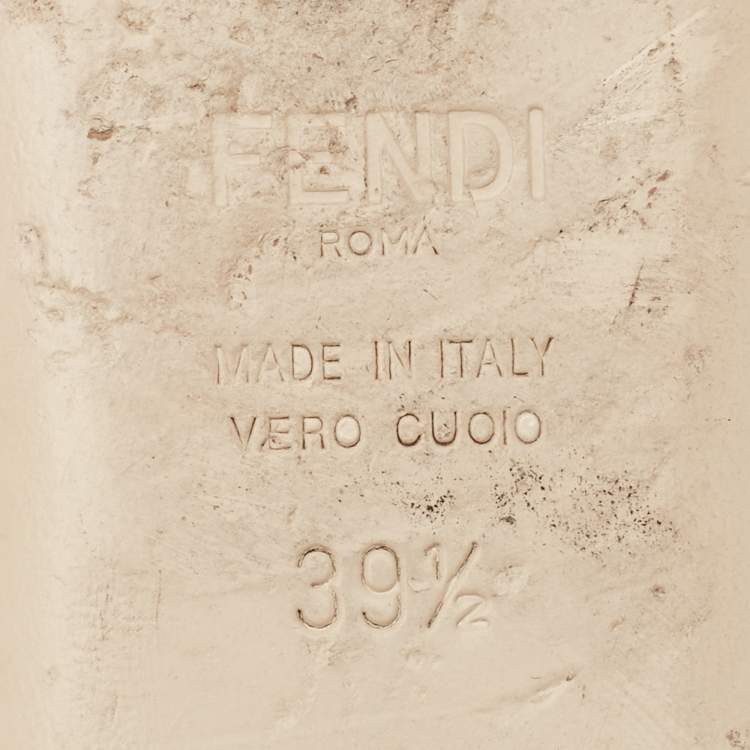 FENDI
ROMA
MADE IN ITALY
VERO CUOIO
39½